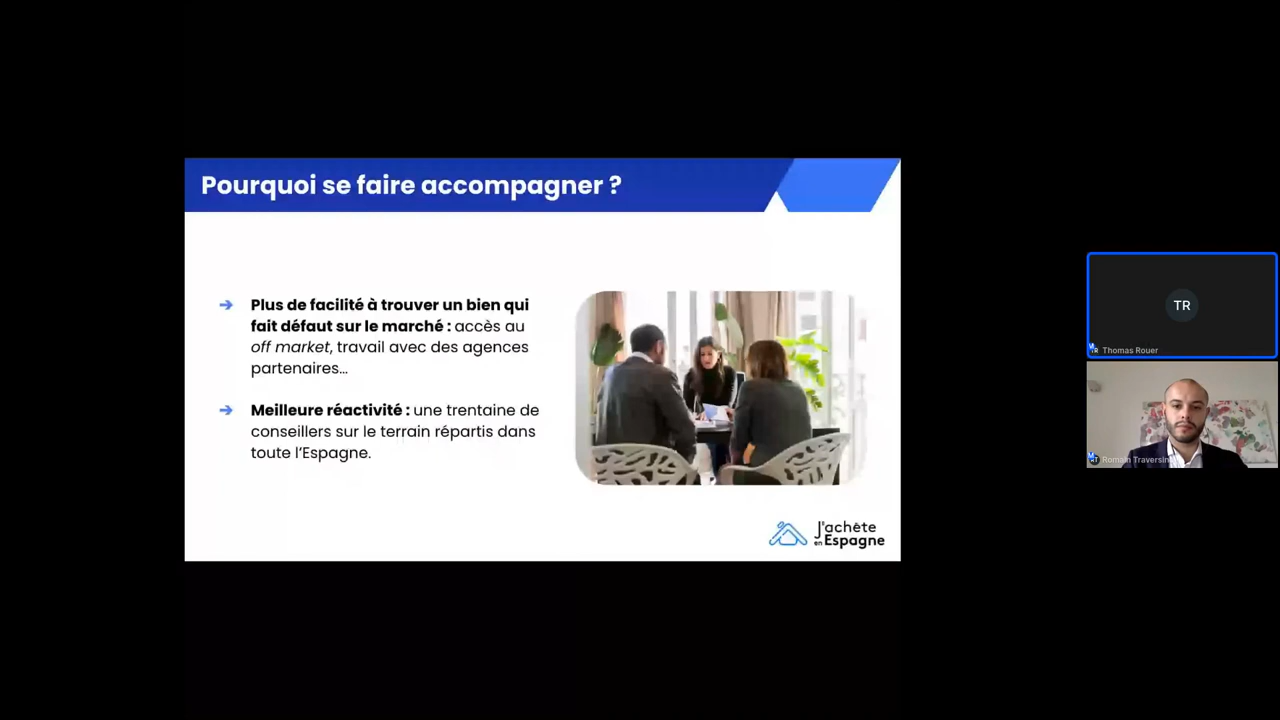 Pourquoi se faire accompagner ?
➔ Plus de facilité à trouver un bien qui
fait défaut sur le marché : accès au
off market, travail avec des agences
partenaires...
➔ Meilleure réactivité : une trentaine de
conseillers sur le terrain répartis dans
toute l'Espagne.
J'achète
en Espagne
TR
Thomas Rouer
Romain Traversin